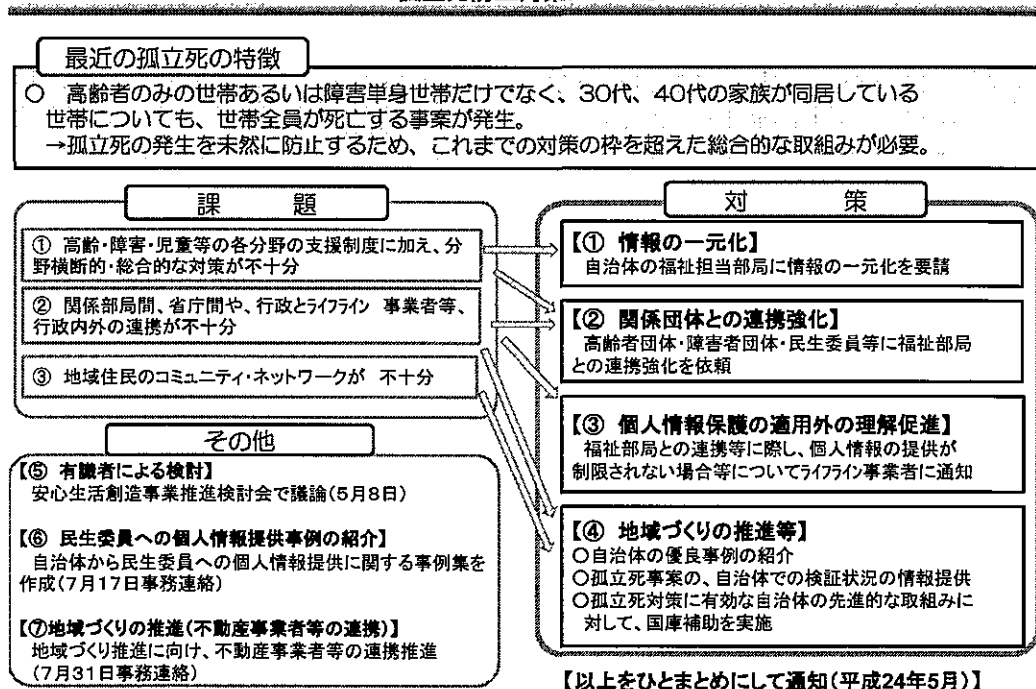 最近の孤立死の特徴
○ 高齢者のみの世帯あるいは障害単身世帯だけでなく、30代、40代の家族が同居している
世帯についても、世帯全員が死亡する事案が発生。
→孤立死の発生を未然に防止するため、これまでの対策の枠を超えた総合的な取組みが必要。
課 題
① 高齢・障害・児童等の各分野の支援制度に加え、分
野横断的・総合的な対策が不十分
② 関係部局間、省庁間や、行政とライフライン 事業者等、
行政内外の連携が不十分
③ 地域住民のコミュニティ・ネットワークが 不十分
その他
【⑤ 有識者による検討】
安心生活創造事業推進検討会で議論(5月8日)
【⑥ 民生委員への個人情報提供事例の紹介】
自治体から民生委員への個人情報提供に関する事例集を
作成(7月17日事務連絡)
【⑦地域づくりの推進(不動産事業者等の連携)】
地域づくり推進に向け、不動産事業者等の連携推進
(7月31日事務連絡)
対 策
【① 情報の一元化】
自治体の福祉担当部局に情報の一元化を要請
【② 関係団体との連携強化】
高齢者団体・障害者団体・民生委員等に福祉部局
との連携強化を依頼
【③ 個人情報保護の適用外の理解促進】
福祉部局との連携等に際し、個人情報の提供が
制限されない場合等についてライフライン事業者に通知
【④ 地域づくりの推進等】
○自治体の優良事例の紹介
○孤立死事案の、自治体での検証状況の情報提供
○孤立死対策に有効な自治体の先進的な取組みに
対して、国庫補助を実施
【以上をひとまとめにして通知(平成24年5月)】